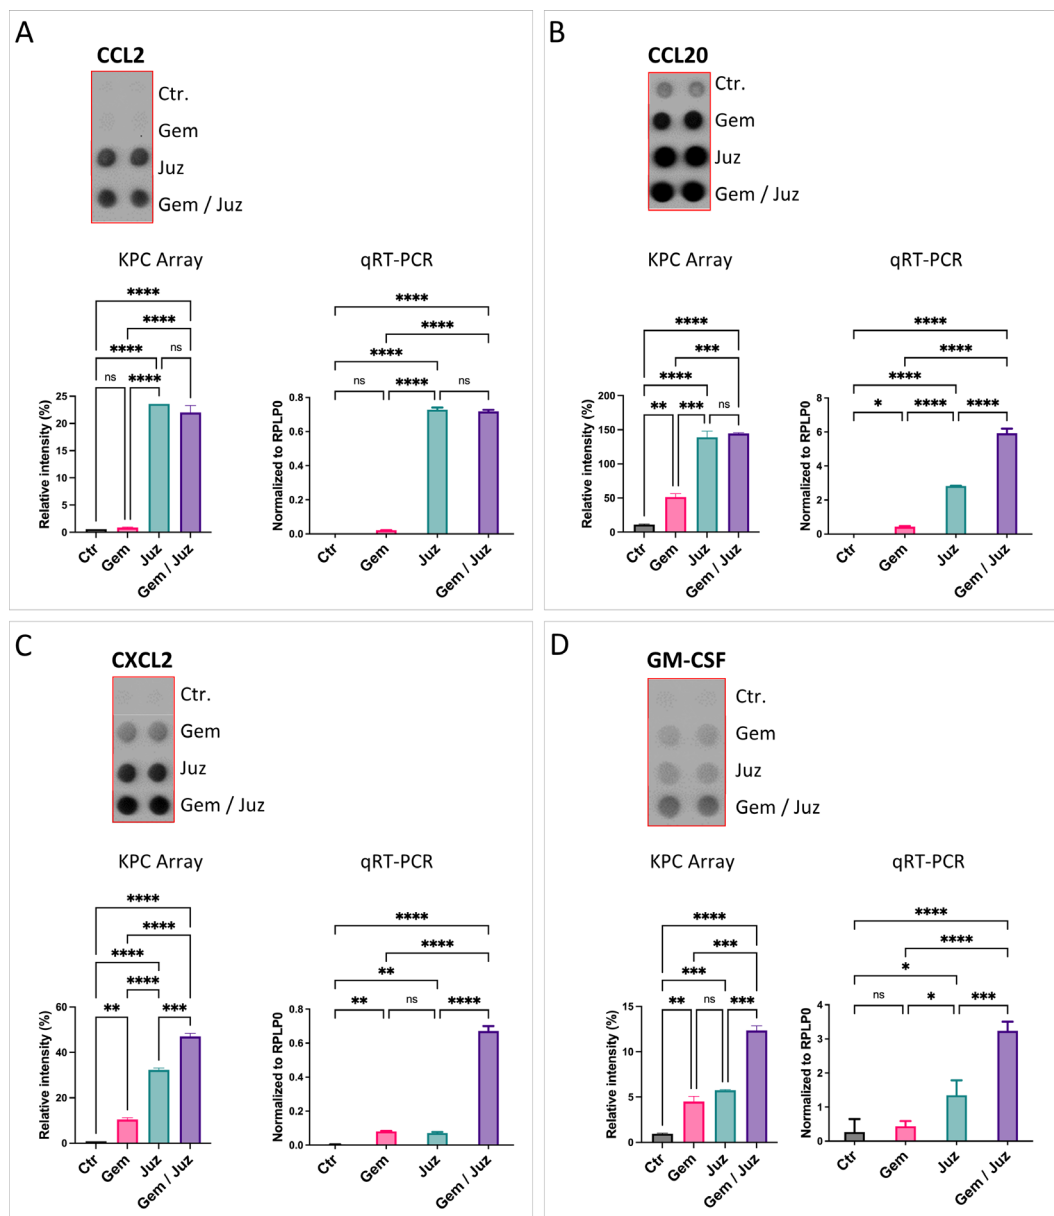 A
CCL2
Ctr.
Gem
Juz
Gem / Juz
KPC Array
qRT-PCR
****
****
****
ns
ns
****
Relative intensity (%)
25
20
15
10
5
0
Ctr
Gem
Juz
Gem / Juz
****
****
****
ns
****
ns
Normalized to RPLP0
0.8
0.6
0.4
0.2
0.0
Ctr
Gem
Juz
Gem / Juz
B
CCL20
Ctr.
Gem
Juz
Gem / Juz
KPC Array
qRT-PCR
****
***
****
**
***
ns
Relative intensity (%)
200
150
100
50
0
Ctr
Gem
Juz
Gem / Juz
****
****
****
*
****
****
Normalized to RPLP0
8
6
4
2
0
Ctr
Gem
Juz
Gem / Juz
C
CXCL2
Ctr.
Gem
Juz
Gem / Juz
KPC Array
qRT-PCR
****
****
****
****
**
***
Relative intensity (%)
60
40
20
0
Ctr
Gem
Juz
Gem / Juz
****
****
**
**
ns
****
Normalized to RPLP0
0.8
0.6
0.4
0.2
0.0
Ctr
Gem
Juz
Gem / Juz
D
GM-CSF
Ctr.
Gem
Juz
Gem / Juz
KPC Array
qRT-PCR
****
***
***
**
ns
***
Relative intensity (%)
15
10
5
0
Ctr
Gem
Juz
Gem / Juz
****
****
*
ns
*
***
Normalized to RPLP0
4
3
2
1
0
Ctr
Gem
Juz
Gem / Juz